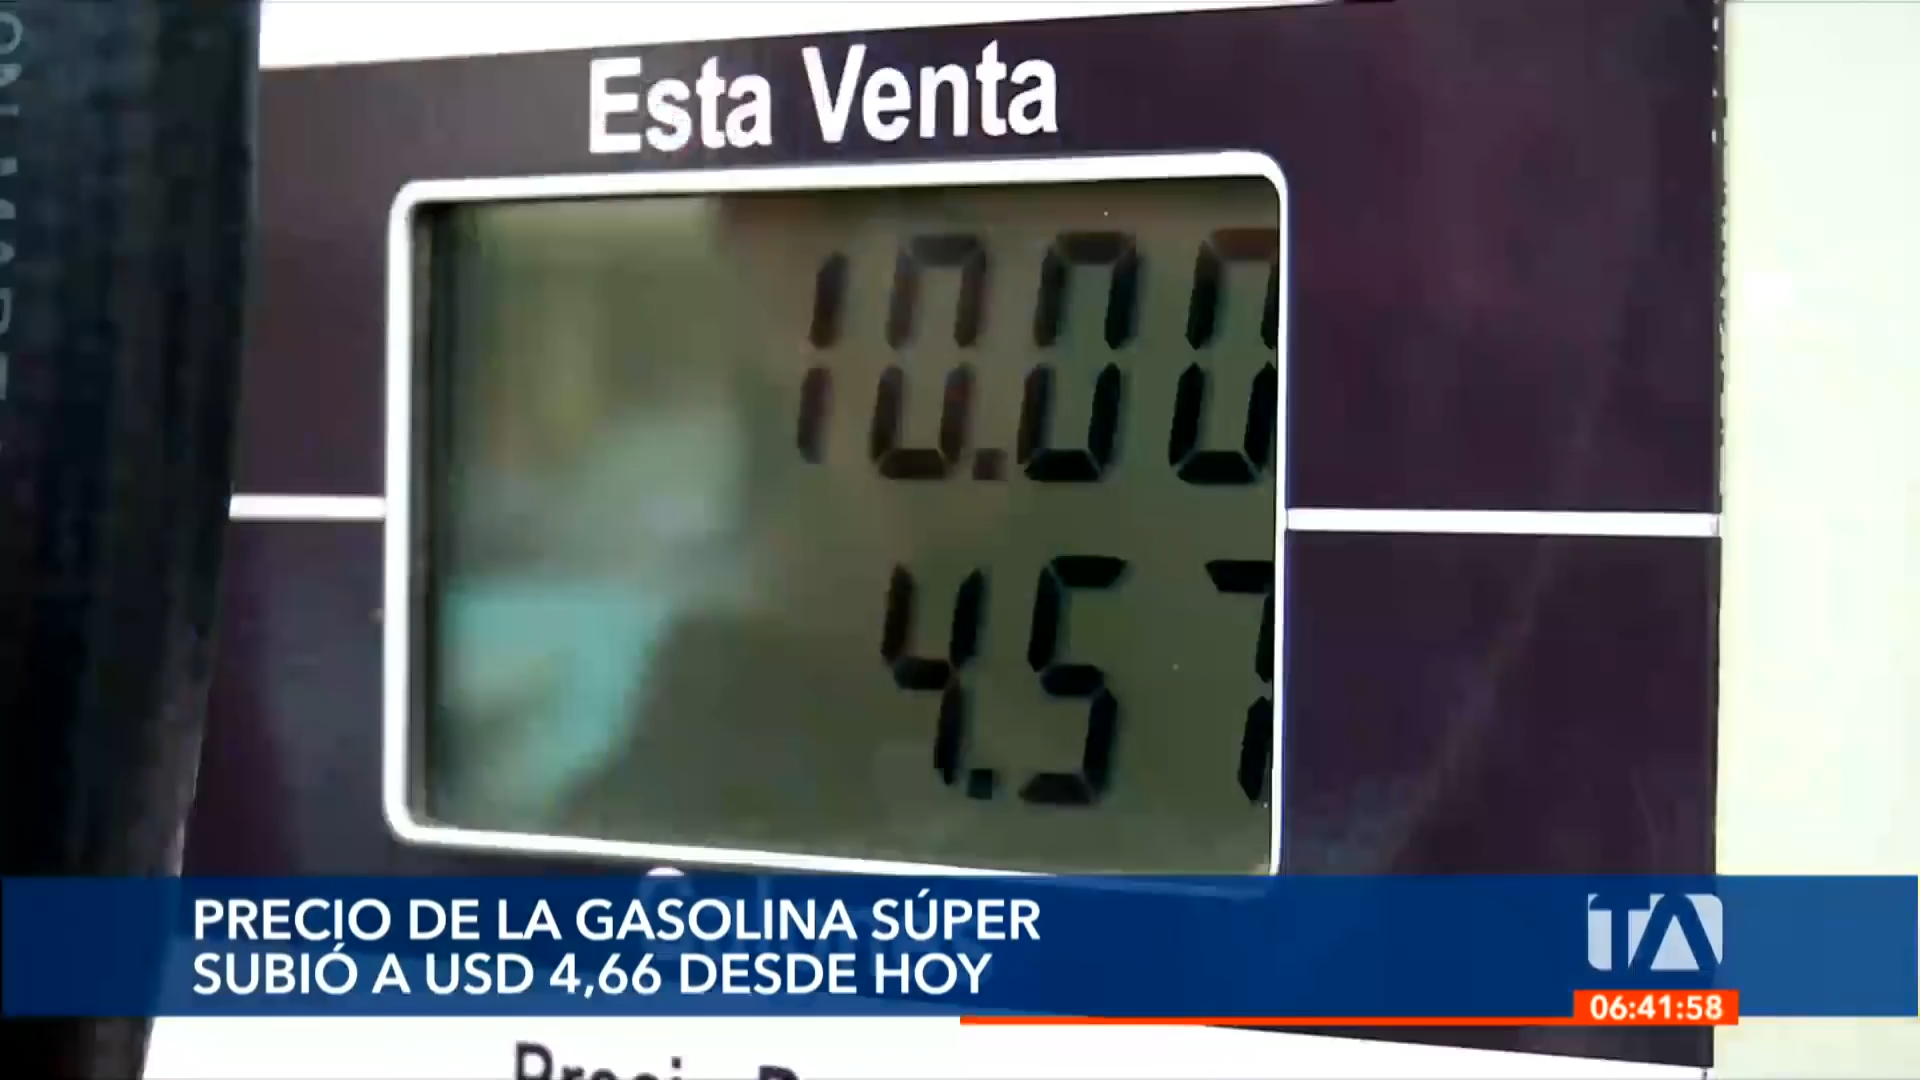 Esta Venta
10.00
4.57
PRECIO DE LA GASOLINA SÚPER
SUBIÓ A USD 4,66 DESDE HOY
TA
06:41:58